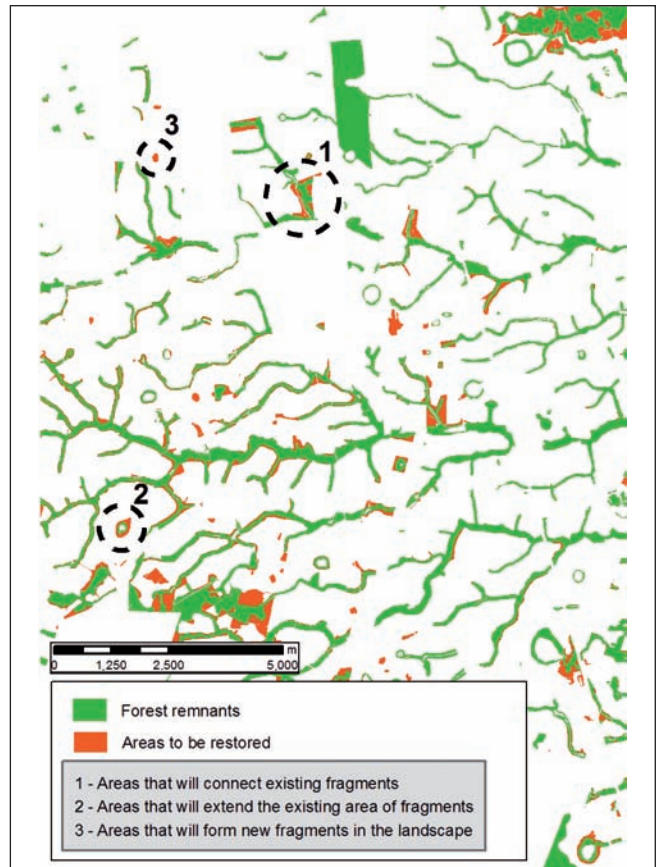 3
1
2
m
0 1,250 2,500 5,000
Forest remnants
Areas to be restored
1 - Areas that will connect existing fragments
2 - Areas that will extend the existing area of fragments
3 - Areas that will form new fragments in the landscape